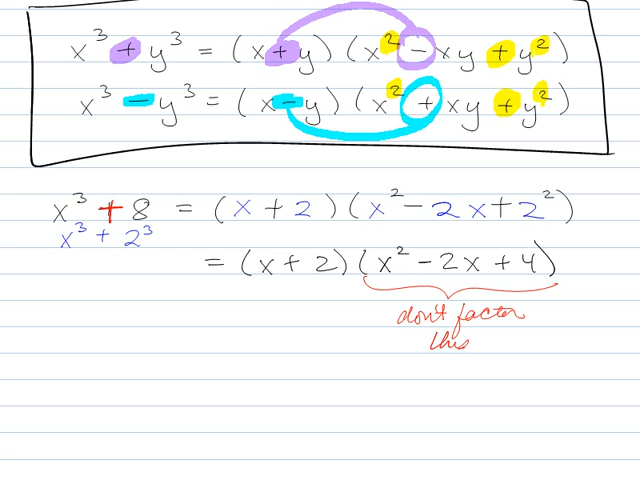 x³ + y³ = (x + y) (x² − xy + y²)
x³ − y³ = (x − y) (x² + xy + y²)
x³ + 8 = (x + 2) (x² − 2x + 2²)
x³ + 2³
= (x + 2) (x² − 2x + 4)
don't factor
this